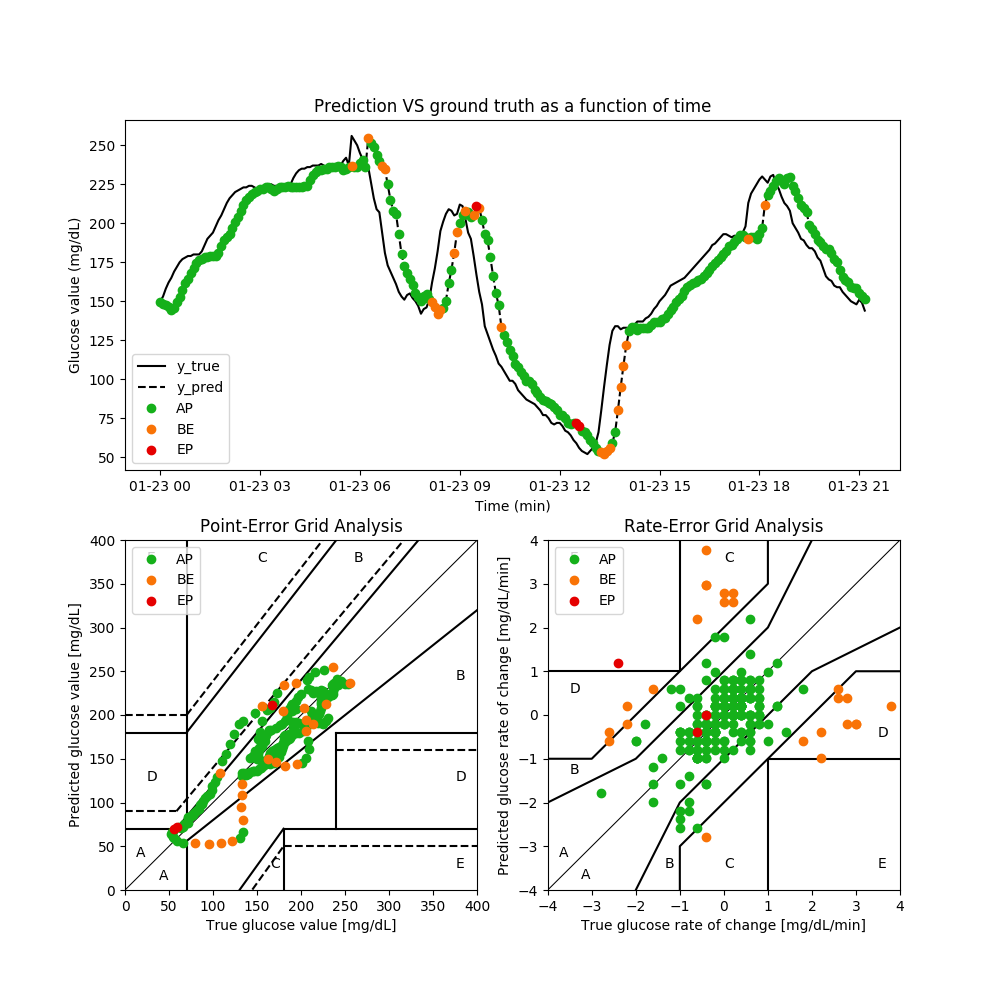 Prediction VS ground truth as a function of time
Glucose value (mg/dL)
250
225
200
175
150
125
100
75
50
y_true
y_pred
AP
BE
EP
01-23 00 01-23 03 01-23 06 01-23 09 01-23 12 01-23 15 01-23 18 01-23 21
Time (min)
Point-Error Grid Analysis
Predicted glucose value [mg/dL]
400
350
300
250
200
150
100
50
0
AP
BE
EP
C B
B
D D
A
A
C E
0 50 100 150 200 250 300 350 400
True glucose value [mg/dL]
Rate-Error Grid Analysis
Predicted glucose rate of change [mg/dL/min]
4
3
2
1
0
−1
−2
−3
−4
AP
BE
EP
C
D
D
B
A
A
B C E
−4 −3 −2 −1 0 1 2 3 4
True glucose rate of change [mg/dL/min]